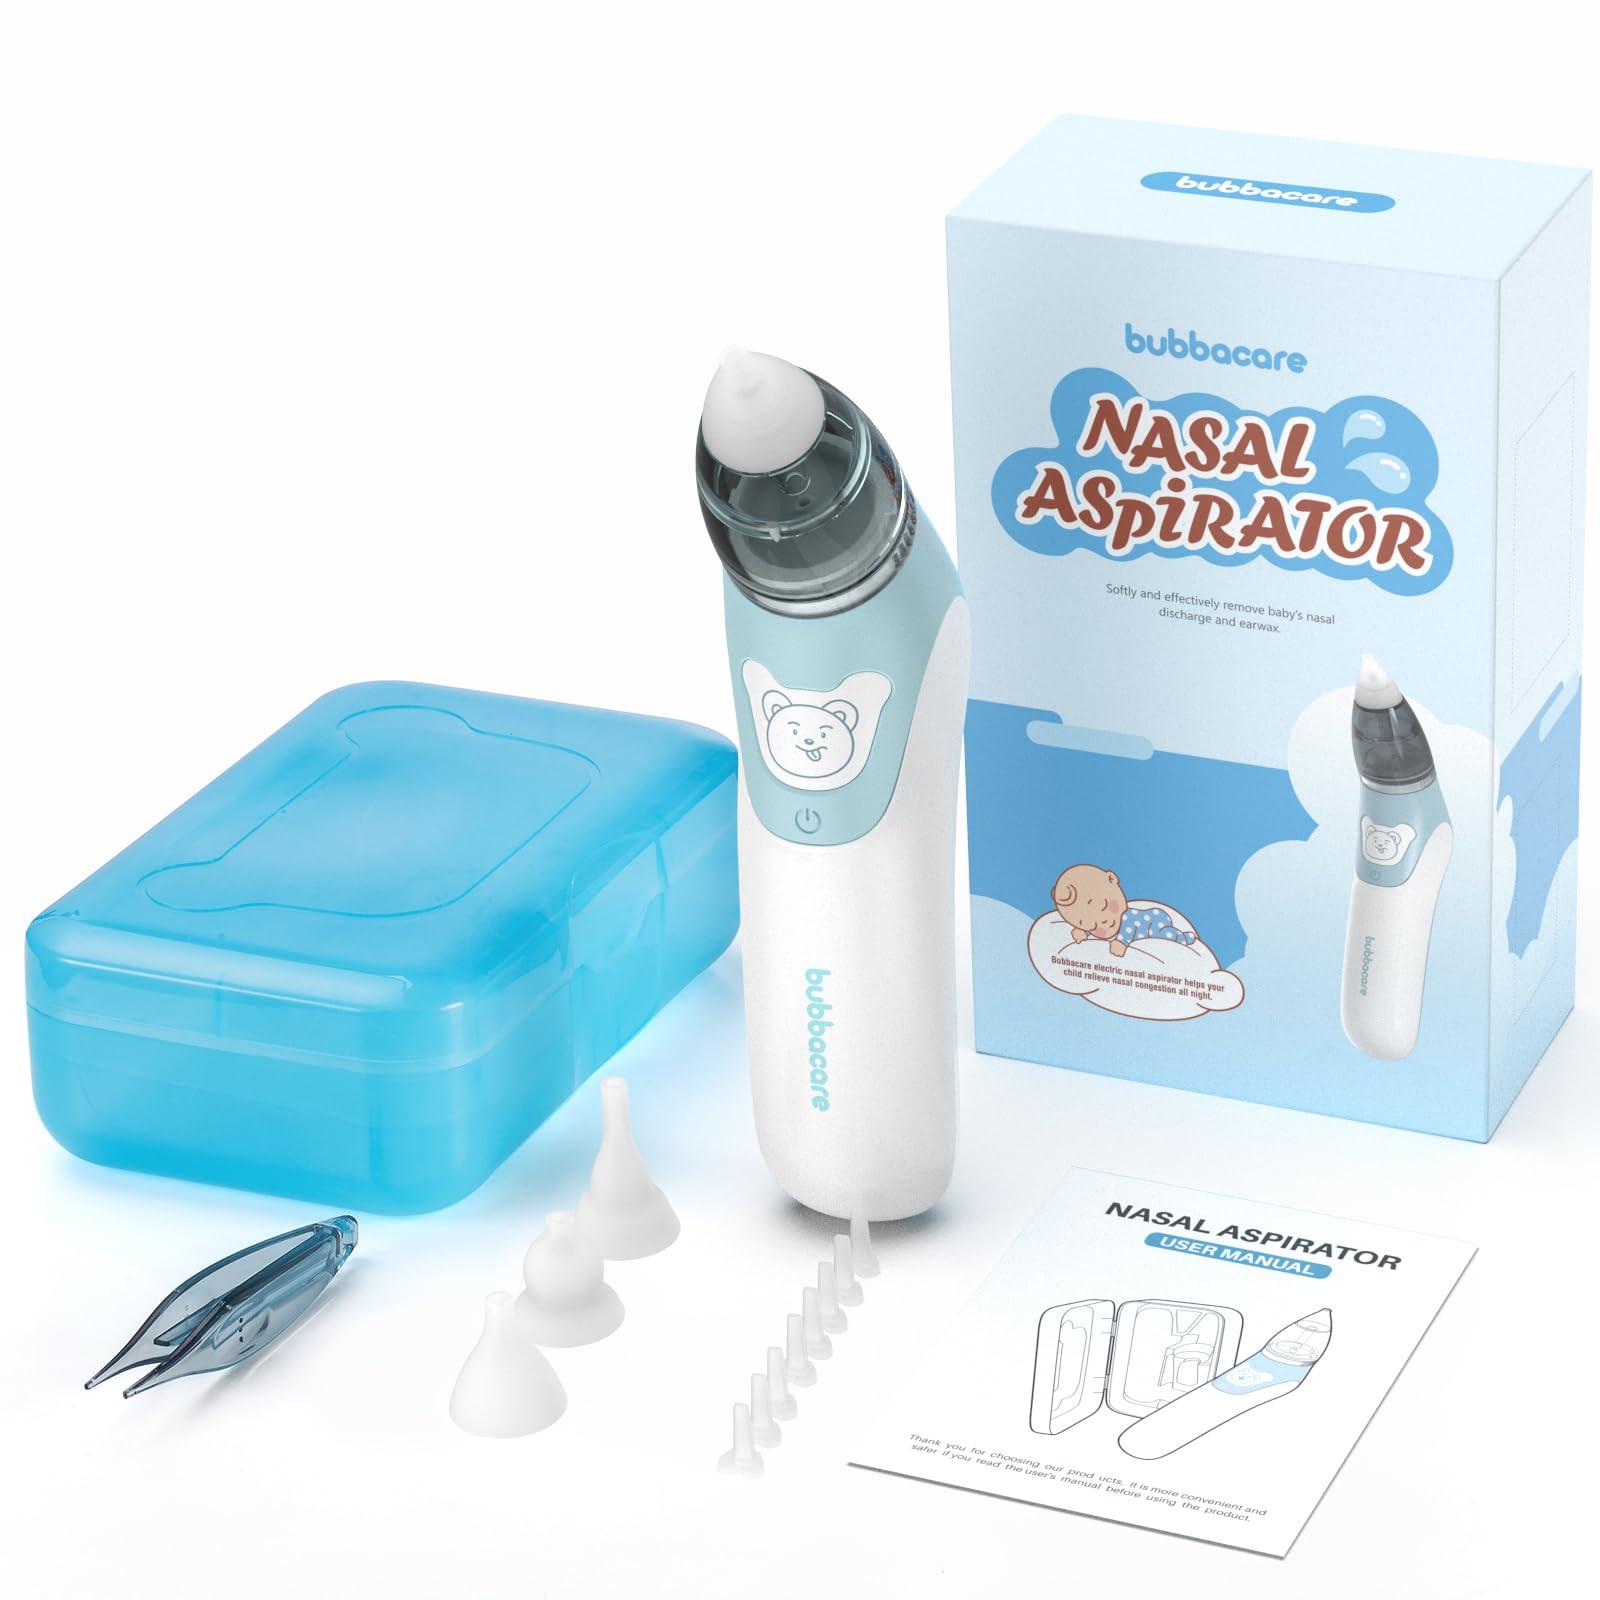 bubbacare
bubbacare
NASAL
ASpiRATOR
Softly and effectively remove baby's nasal
discharge and earwax.
Bubbacare electric nasal aspirator helps your
child relieve nasal congestion all night.
bubbacare
bubbacare
NASAL ASPIRATOR
USER MANUAL
Thank you for choosing our prod ucts. It is more convenient and
safer if you read the user's manual before using the product.